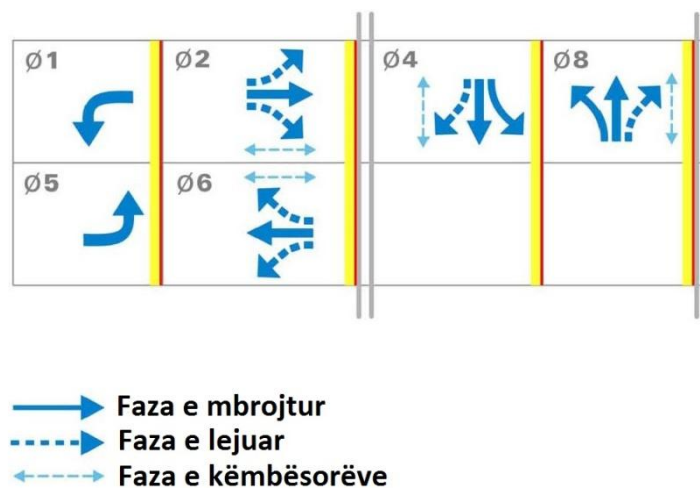 Ø1 Ø2 Ø4 Ø8
Ø5 Ø6
Faza e mbrojtur
Faza e lejuar
Faza e këmbësorëve